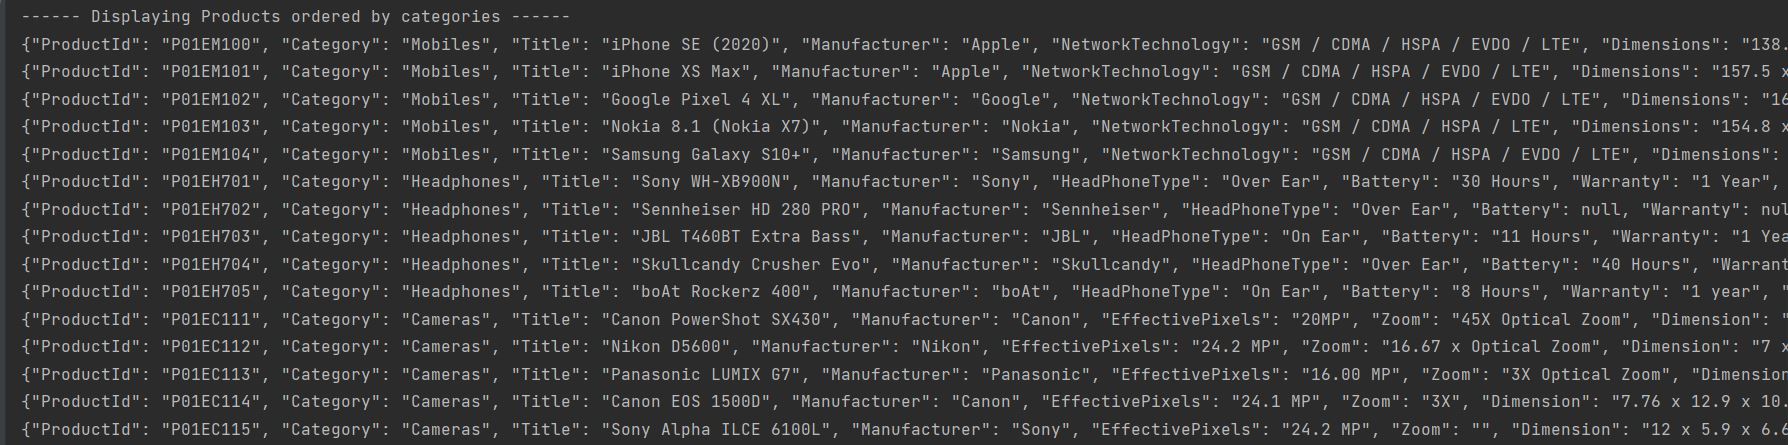 ------ Displaying Products ordered by categories ------
{"ProductId": "P01EM100", "Category": "Mobiles", "Title": "iPhone SE (2020)", "Manufacturer": "Apple", "NetworkTechnology": "GSM / CDMA / HSPA / EVDO / LTE", "Dimensions": "138.
{"ProductId": "P01EM101", "Category": "Mobiles", "Title": "iPhone XS Max", "Manufacturer": "Apple", "NetworkTechnology": "GSM / CDMA / HSPA / EVDO / LTE", "Dimensions": "157.5 x
{"ProductId": "P01EM102", "Category": "Mobiles", "Title": "Google Pixel 4 XL", "Manufacturer": "Google", "NetworkTechnology": "GSM / CDMA / HSPA / EVDO / LTE", "Dimensions": "16
{"ProductId": "P01EM103", "Category": "Mobiles", "Title": "Nokia 8.1 (Nokia X7)", "Manufacturer": "Nokia", "NetworkTechnology": "GSM / CDMA / HSPA / EVDO / LTE", "Dimensions": "154.8 x
{"ProductId": "P01EM104", "Category": "Mobiles", "Title": "Samsung Galaxy S10+", "Manufacturer": "Samsung", "NetworkTechnology": "GSM / CDMA / HSPA / EVDO / LTE", "Dimensions":
{"ProductId": "P01EH701", "Category": "Headphones", "Title": "Sony WH-XB900N", "Manufacturer": "Sony", "HeadPhoneType": "Over Ear", "Battery": "30 Hours", "Warranty": "1 Year",
{"ProductId": "P01EH702", "Category": "Headphones", "Title": "Sennheiser HD 280 PRO", "Manufacturer": "Sennheiser", "HeadPhoneType": "Over Ear", "Battery": null, "Warranty": nul
{"ProductId": "P01EH703", "Category": "Headphones", "Title": "JBL T460BT Extra Bass", "Manufacturer": "JBL", "HeadPhoneType": "On Ear", "Battery": "11 Hours", "Warranty": "1 Yea
{"ProductId": "P01EH704", "Category": "Headphones", "Title": "Skullcandy Crusher Evo", "Manufacturer": "Skullcandy", "HeadPhoneType": "Over Ear", "Battery": "40 Hours", "Warrant
{"ProductId": "P01EH705", "Category": "Headphones", "Title": "boAt Rockerz 400", "Manufacturer": "boAt", "HeadPhoneType": "On Ear", "Battery": "8 Hours", "Warranty": "1 year", "
{"ProductId": "P01EC111", "Category": "Cameras", "Title": "Canon PowerShot SX430", "Manufacturer": "Canon", "EffectivePixels": "20MP", "Zoom": "45X Optical Zoom", "Dimension": "
{"ProductId": "P01EC112", "Category": "Cameras", "Title": "Nikon D5600", "Manufacturer": "Nikon", "EffectivePixels": "24.2 MP", "Zoom": "16.67 x Optical Zoom", "Dimension": "7 x
{"ProductId": "P01EC113", "Category": "Cameras", "Title": "Panasonic LUMIX G7", "Manufacturer": "Panasonic", "EffectivePixels": "16.00 MP", "Zoom": "3X Optical Zoom", "Dimension
{"ProductId": "P01EC114", "Category": "Cameras", "Title": "Canon EOS 1500D", "Manufacturer": "Canon", "EffectivePixels": "24.1 MP", "Zoom": "3X", "Dimension": "7.76 x 12.9 x 10.
{"ProductId": "P01EC115", "Category": "Cameras", "Title": "Sony Alpha ILCE 6100L", "Manufacturer": "Sony", "EffectivePixels": "24.2 MP", "Zoom": "", "Dimension": "12 x 5.9 x 6.6